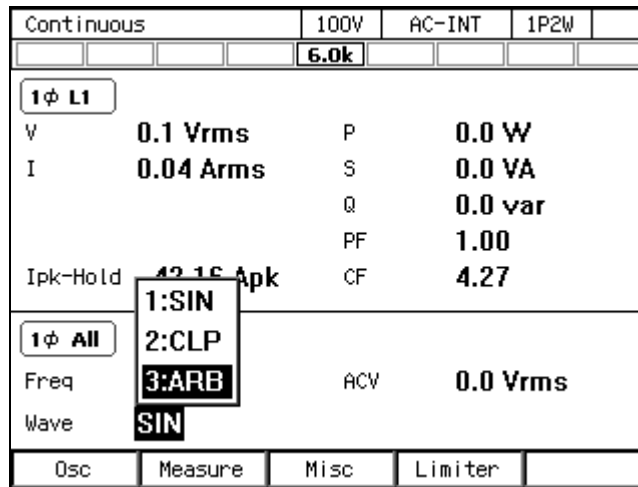 Continuous 100V AC-INT 1P2W
6.0k
1ϕ L1
V 0.1 Vrms P 0.0 W
I 0.04 Arms S 0.0 VA
Q 0.0 var
PF 1.00
Ipk-Hold 42.16 Apk CF 4.27
1:SIN
1ϕ All 2:CLP
Freq 3:ARB ACV 0.0 Vrms
Wave SIN
Osc Measure Misc Limiter